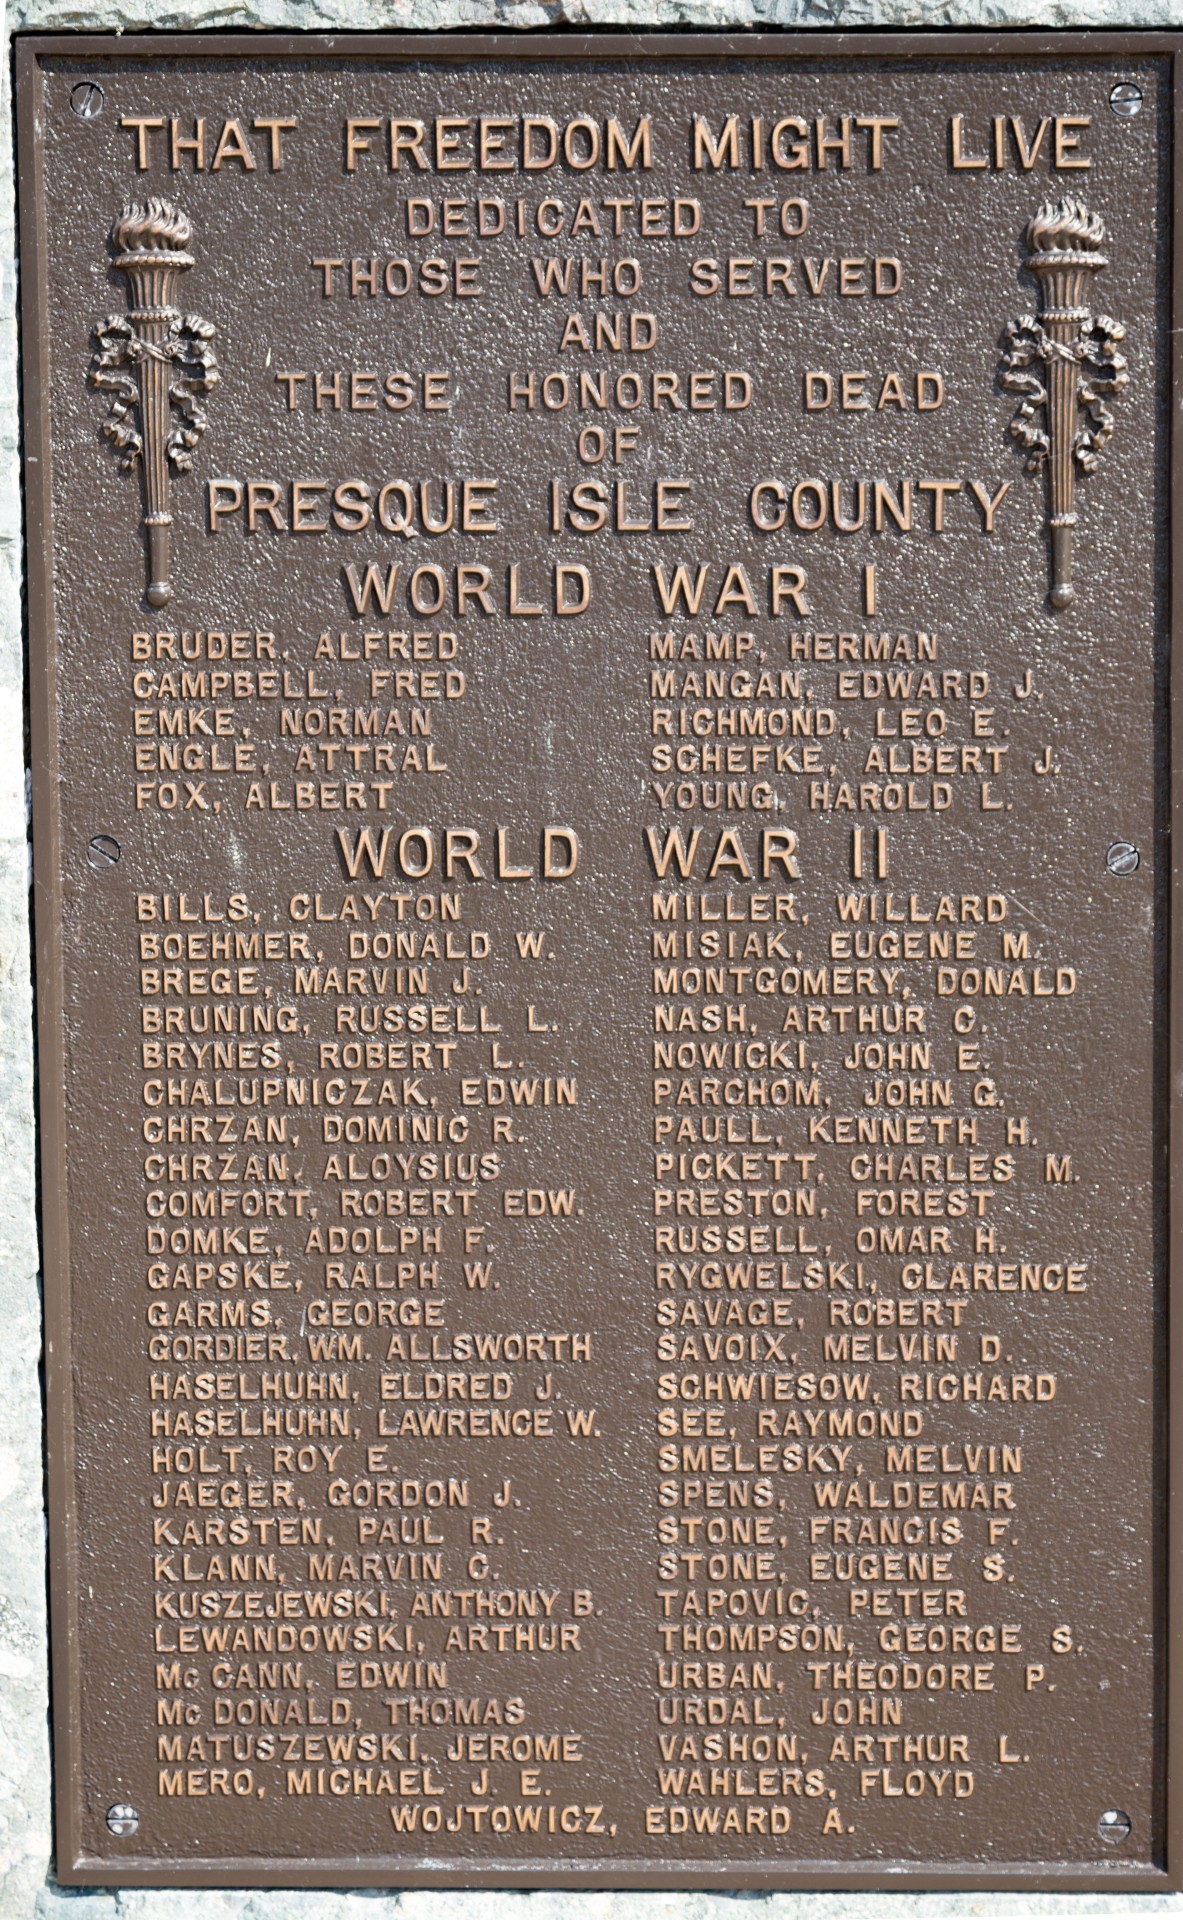 THAT FREEDOM MIGHT LIVE
DEDICATED TO
THOSE WHO SERVED
AND
THESE HONORED DEAD
OF
PRESQUE ISLE COUNTY
WORLD WAR I
BRUDER, ALFRED
CAMPBELL, FRED
EMKE, NORMAN
ENGLE, ATTRAL
FOX, ALBERT
MAMP, HERMAN
MANGAN, EDWARD J.
RICHMOND, LEO E.
SCHEFKE, ALBERT J.
YOUNG, HAROLD L.
WORLD WAR II
BILLS, CLAYTON
BOEHMER, DONALD W.
BREGE, MARVIN J.
BRUNING, RUSSELL L.
BRYNES, ROBERT L.
CHALUPNICZAK, EDWIN
CHRZAN, DOMINIC R.
CHRZAN, ALOYSIUS
COMFORT, ROBERT EDW.
DOMKE, ADOLPH F.
GAPSKE, RALPH W.
GARMS, GEORGE
GORDIER, WM. ALLSWORTH
HASELHUHN, ELDRED J.
HASELHUHN, LAWRENCE W.
HOLT, ROY E.
JAEGER, GORDON J.
KARSTEN, PAUL R.
KLANN, MARVIN C.
KUSZEJEWSKI, ANTHONY B.
LEWANDOWSKI, ARTHUR
Mc CANN, EDWIN
Mc DONALD, THOMAS
MATUSZEWSKI, JEROME
MERO, MICHAEL J. E.
MILLER, WILLARD
MISIAK, EUGENE M.
MONTGOMERY, DONALD
NASH, ARTHUR C.
NOWICKI, JOHN E.
PARCHOM, JOHN G.
PAULL, KENNETH H.
PICKETT, CHARLES M.
PRESTON, FOREST
RUSSELL, OMAR H.
RYGWELSKI, CLARENCE
SAVAGE, ROBERT
SAVOIX, MELVIN D.
SCHWIESOW, RICHARD
SEE, RAYMOND
SMELESKY, MELVIN
SPENS, WALDEMAR
STONE, FRANCIS F.
STONE, EUGENE S.
TAPOVIC, PETER
THOMPSON, GEORGE S.
URBAN, THEODORE P.
URDAL, JOHN
VASHON, ARTHUR L.
WAHLERS, FLOYD
WOJTOWICZ, EDWARD A.